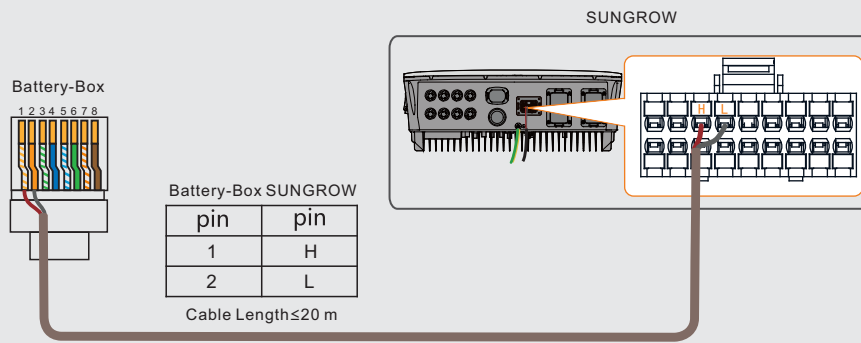 SUNGROW
Battery-Box
1 2 3 4 5 6 7 8
H L
Battery-Box SUNGROW
pin pin
1 H
2 L
Cable Length≤20 m